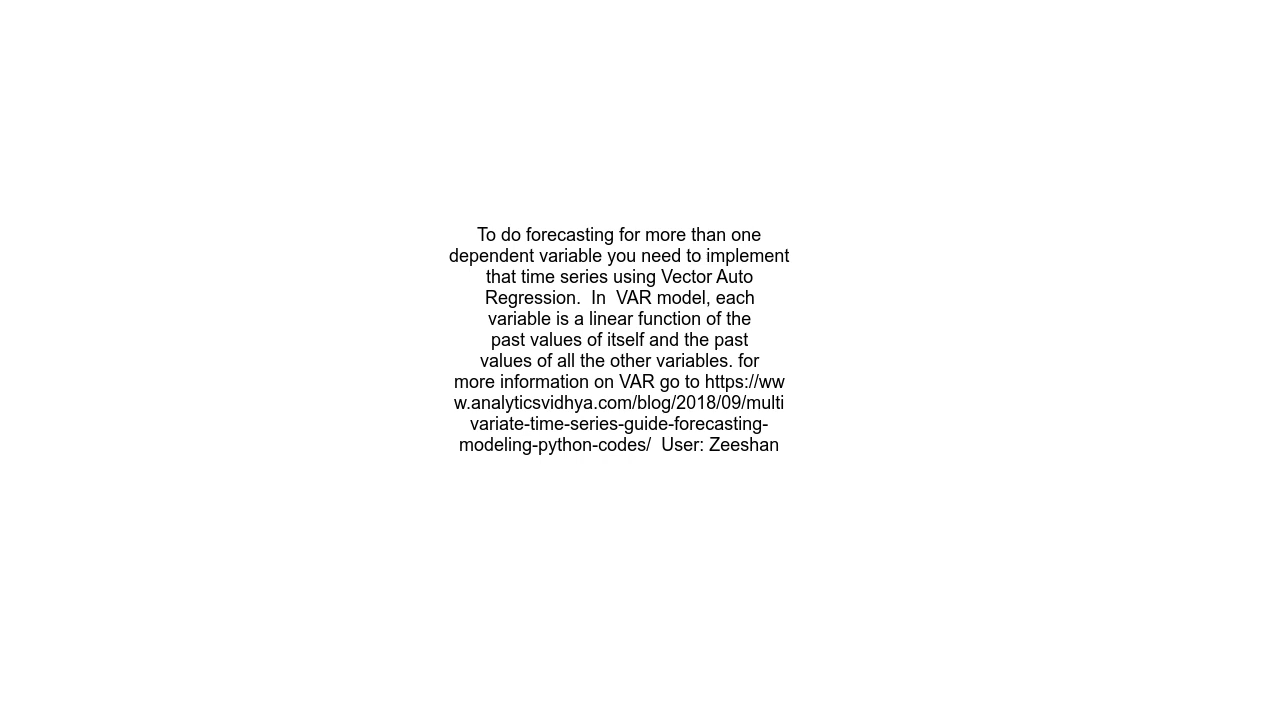 To do forecasting for more than one
dependent variable you need to implement
that time series using Vector Auto
Regression.  In  VAR model, each
variable is a linear function of the
past values of itself and the past
values of all the other variables. for
more information on VAR go to https://ww
w.analyticsvidhya.com/blog/2018/09/multi
variate-time-series-guide-forecasting-
modeling-python-codes/  User: Zeeshan